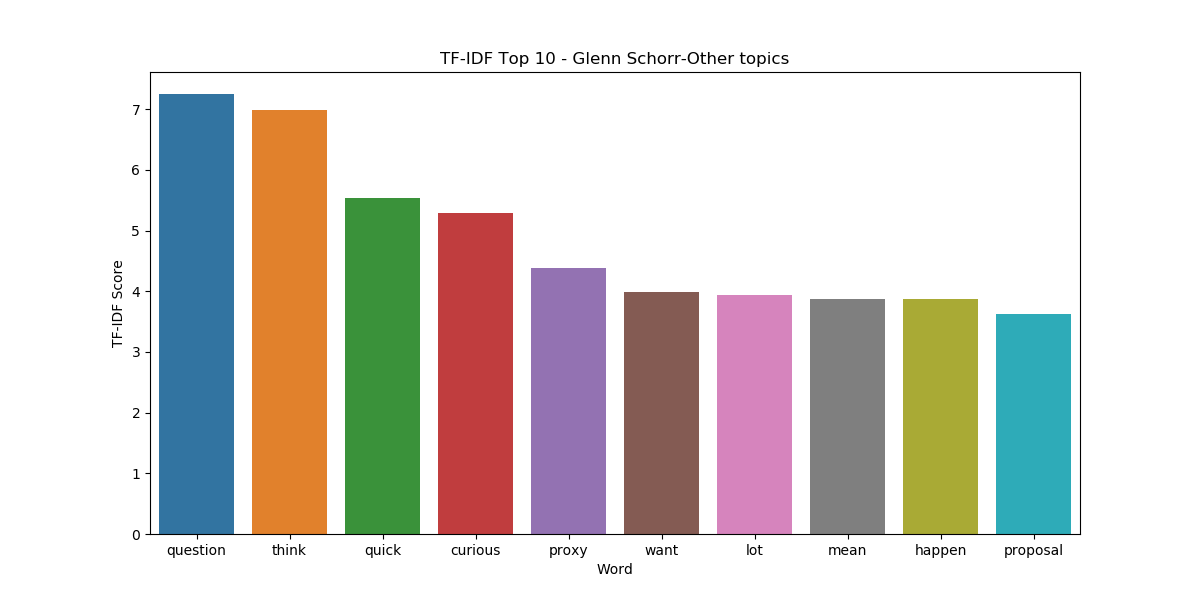 TF-IDF Top 10 - Glenn Schorr-Other topics
TF-IDF Score
7
6
5
4
3
2
1
0
question think quick curious proxy want lot mean happen proposal
Word